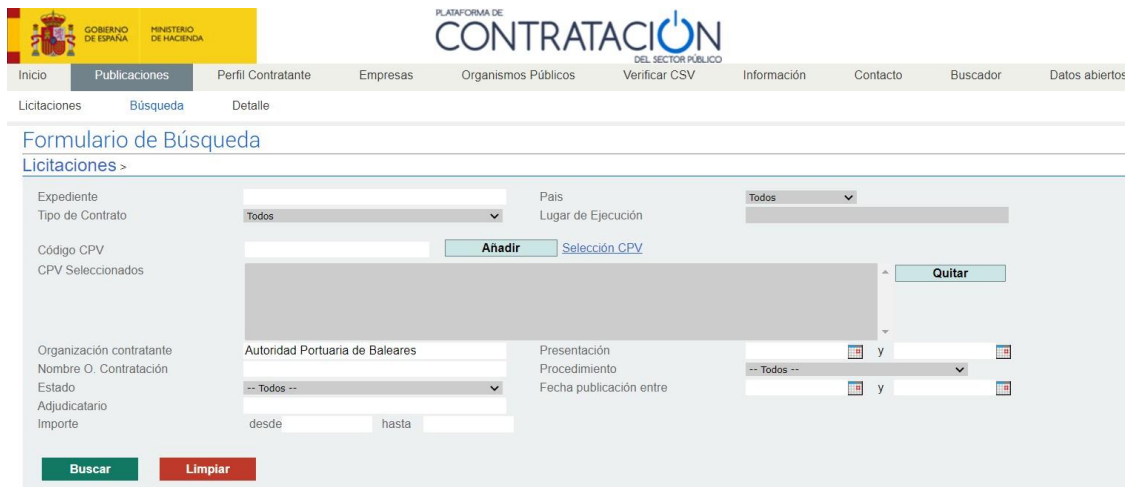 GOBIERNO DE ESPAÑA
MINISTERIO DE HACIENDA
PLATAFORMA DE
CONTRATACIÓN
DEL SECTOR PÚBLICO
Inicio Publicaciones Perfil Contratante Empresas Organismos Públicos Verificar CSV Información Contacto Buscador Datos abiertos
Licitaciones Búsqueda Detalle
Formulario de Búsqueda
Licitaciones >
Expediente Pais Todos
Tipo de Contrato Todos Lugar de Ejecución
Código CPV Añadir Selección CPV
CPV Seleccionados Quitar
Organización contratante Autoridad Portuaria de Baleares Presentación y
Nombre O. Contratación Procedimiento -- Todos --
Estado -- Todos -- Fecha publicación entre y
Adjudicatario
Importe desde hasta
Buscar Limpiar